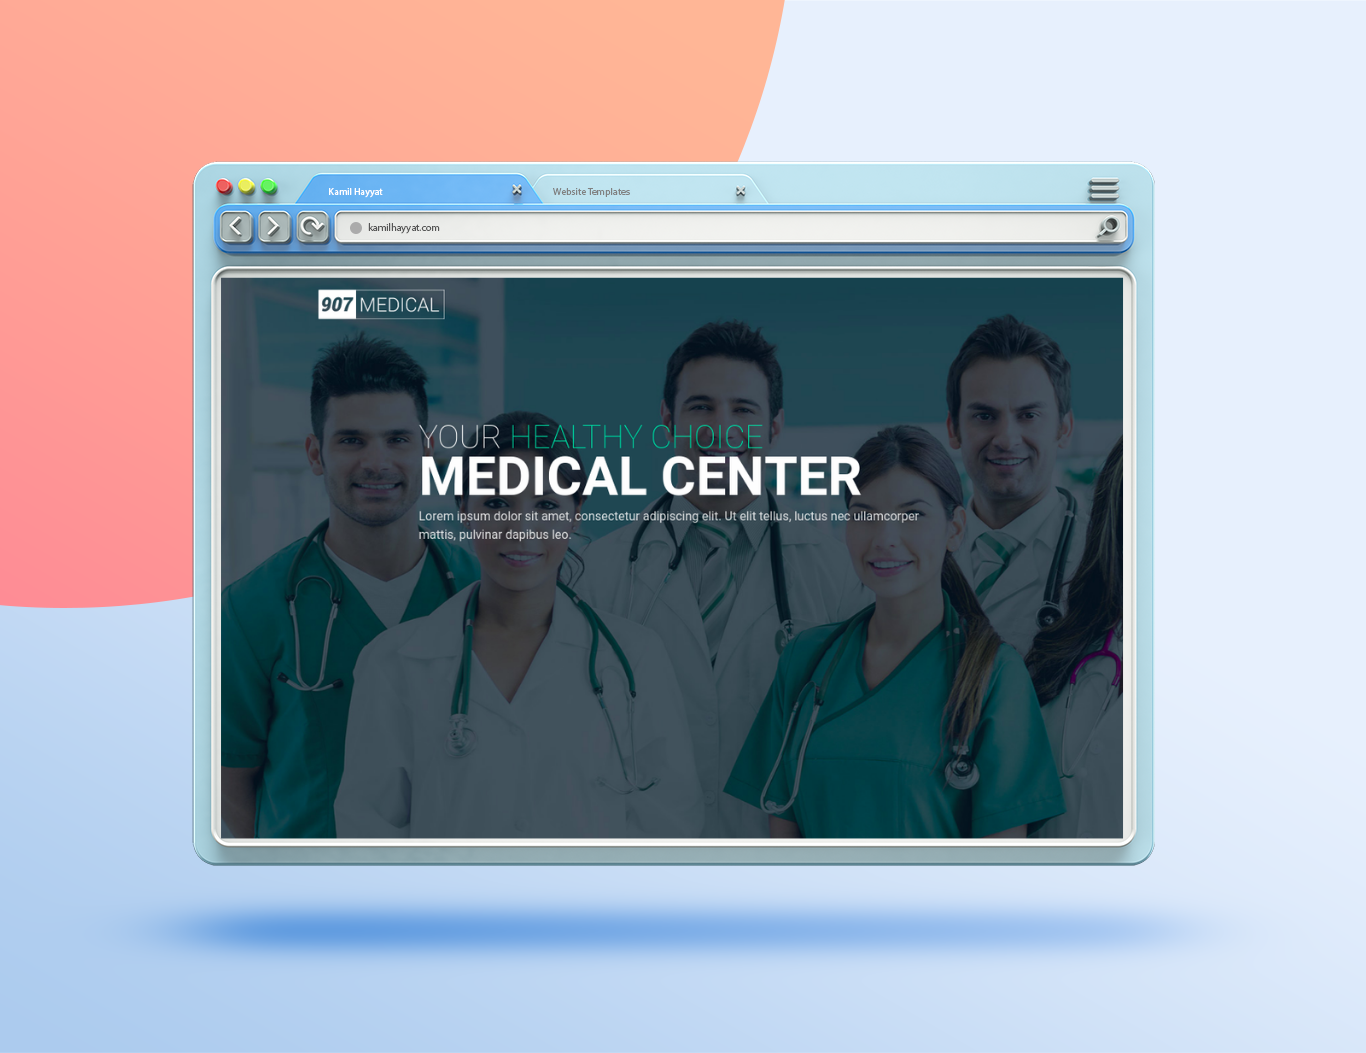 Kamil Hayyat
Website Templates
kamilhayyat.com
907 MEDICAL
YOUR HEALTHY CHOICE
MEDICAL CENTER
Lorem ipsum dolor sit amet, consectetur adipiscing elit. Ut elit tellus, luctus nec ullamcorper
mattis, pulvinar dapibus leo.